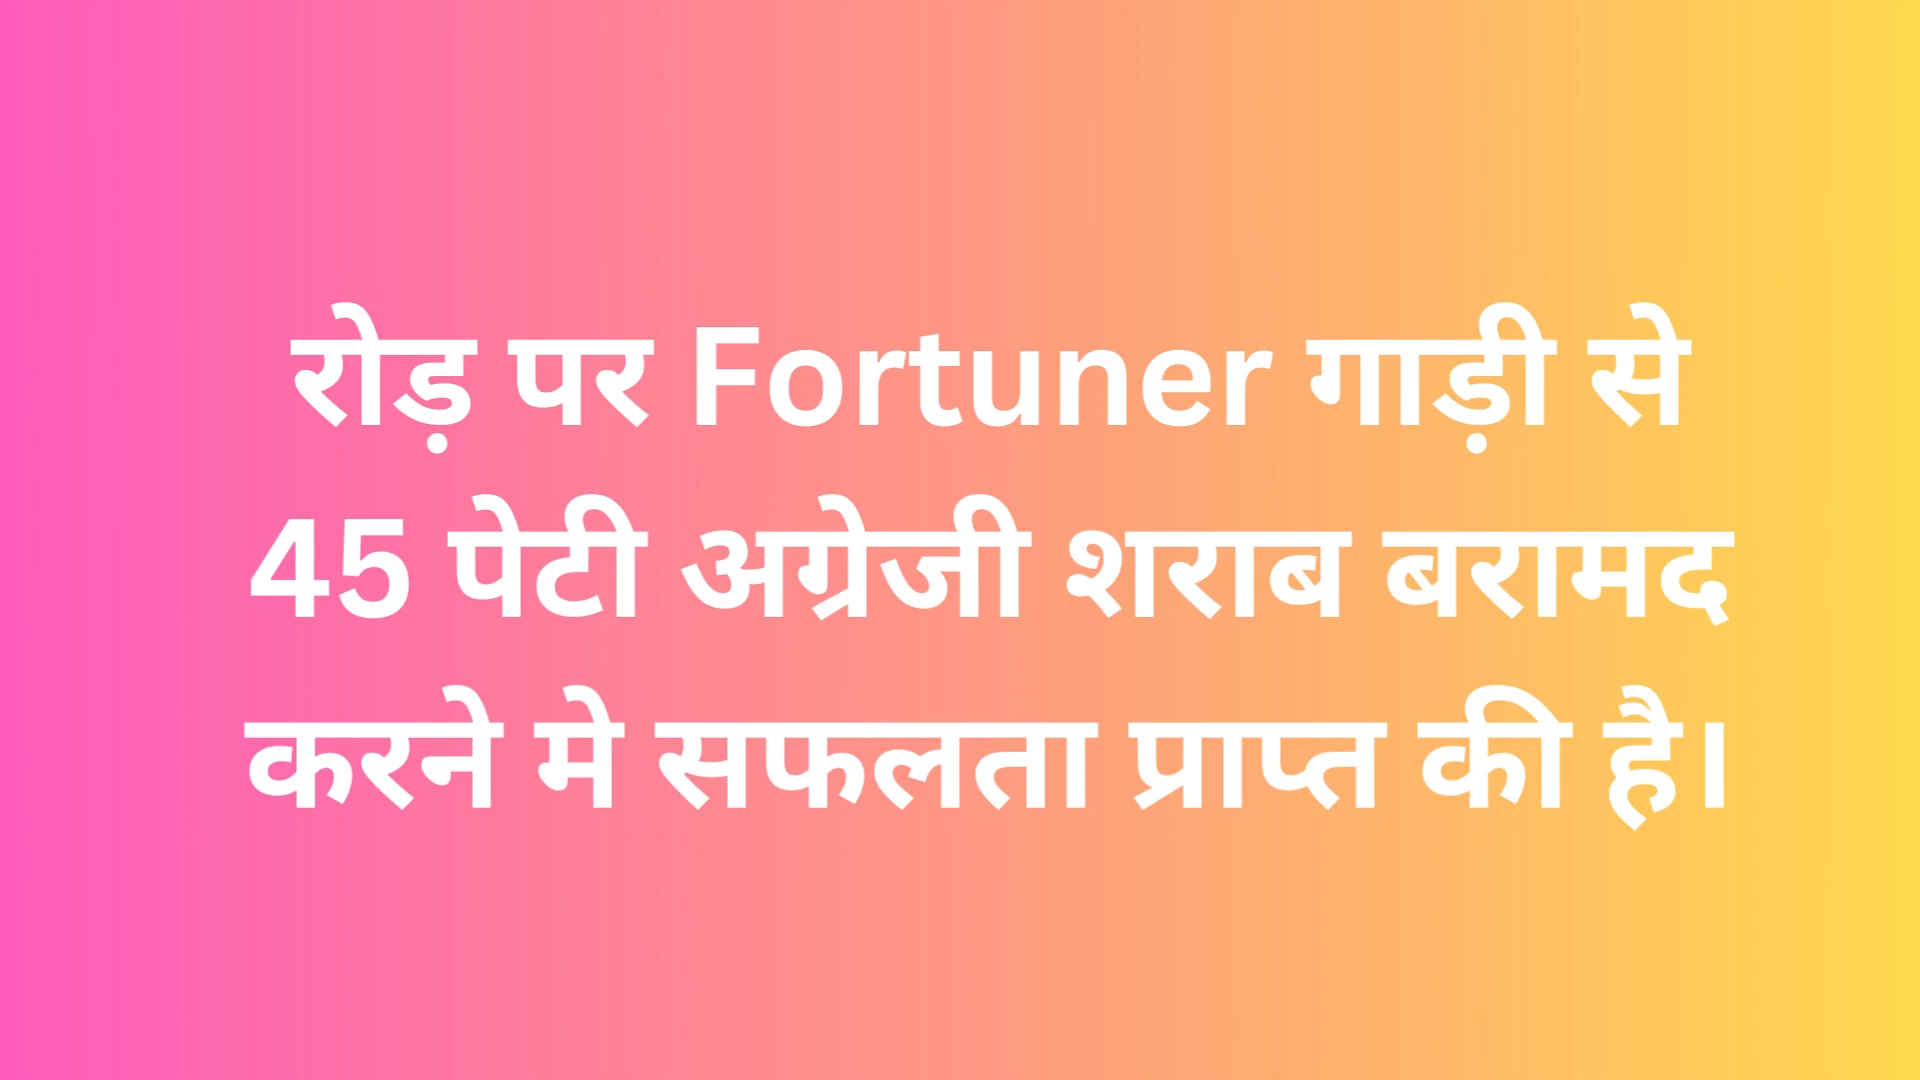 रोड़ पर Fortuner गाड़ी से
45 पेटी अग्रेजी शराब बरामद
करने मे सफलता प्राप्त की है।